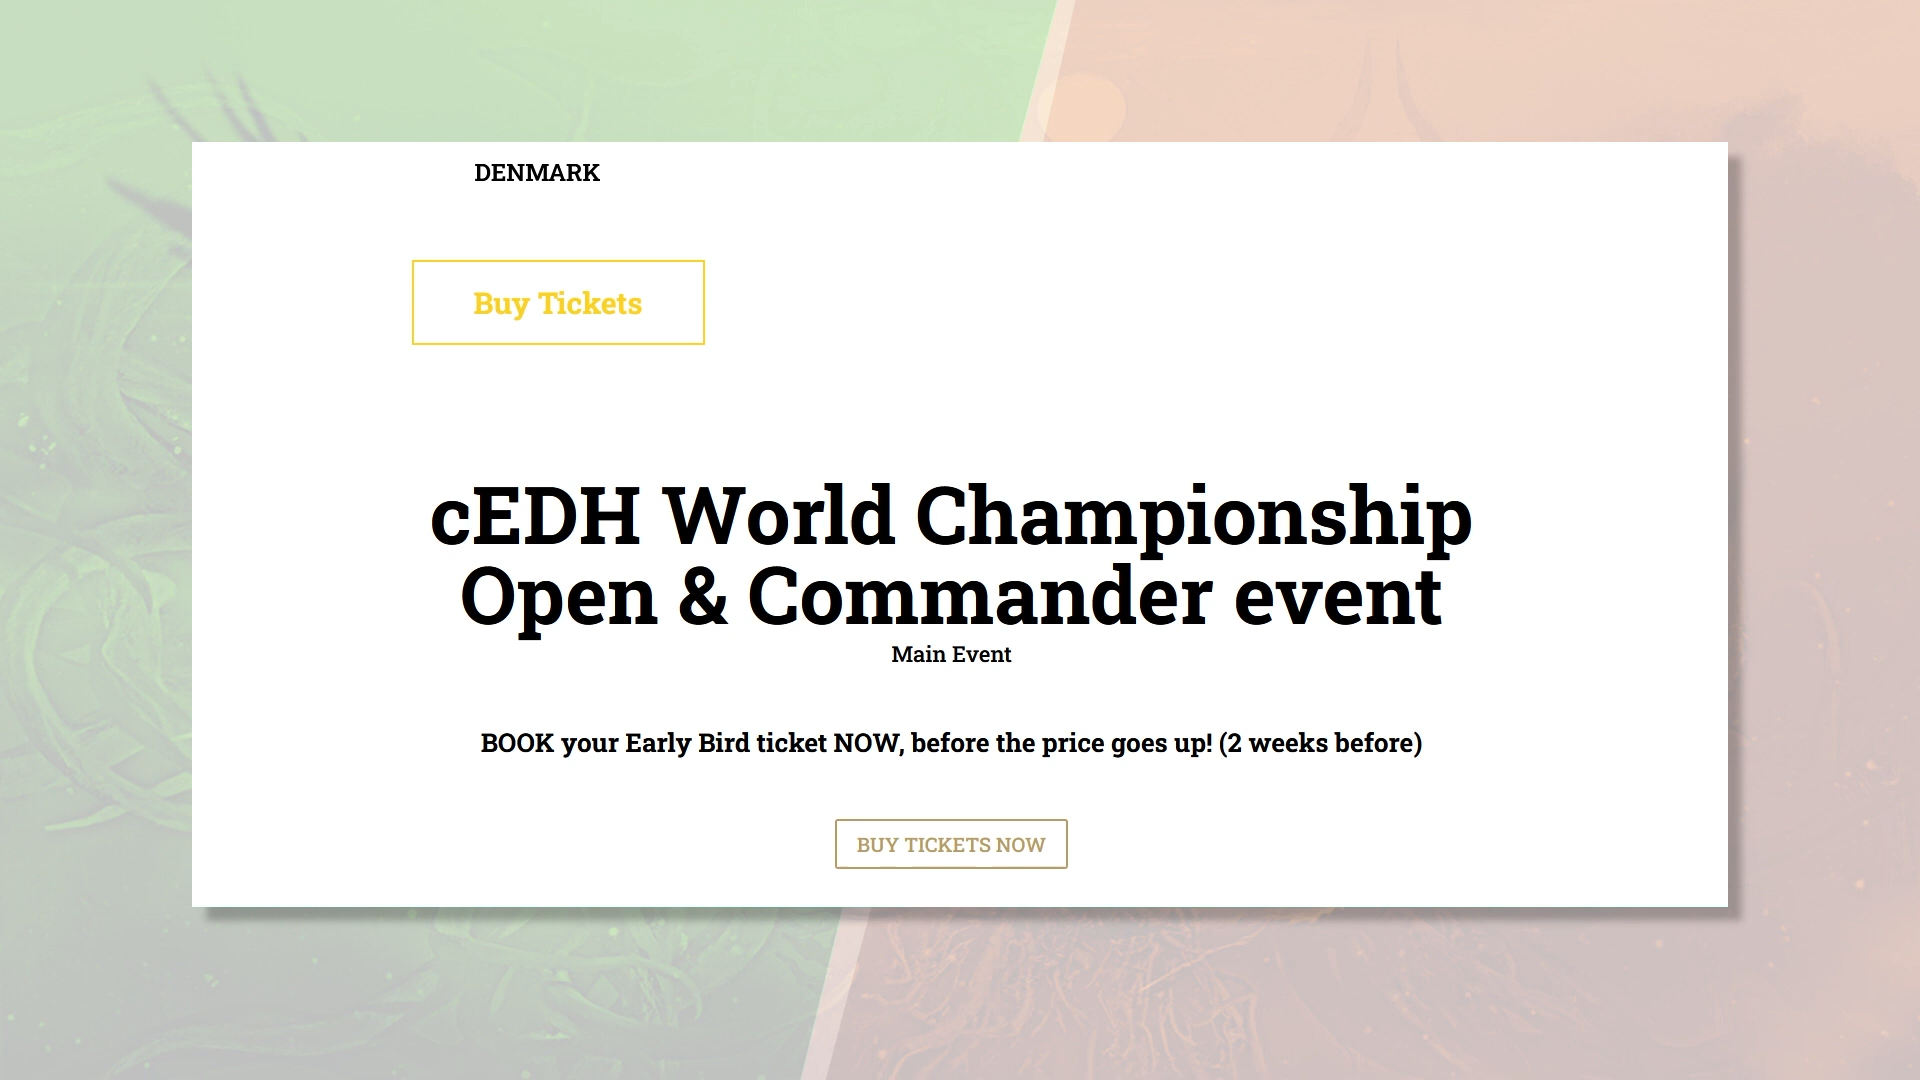 DENMARK
Buy Tickets
cEDH World Championship
Open & Commander event
Main Event
BOOK your Early Bird ticket NOW, before the price goes up! (2 weeks before)
BUY TICKETS NOW